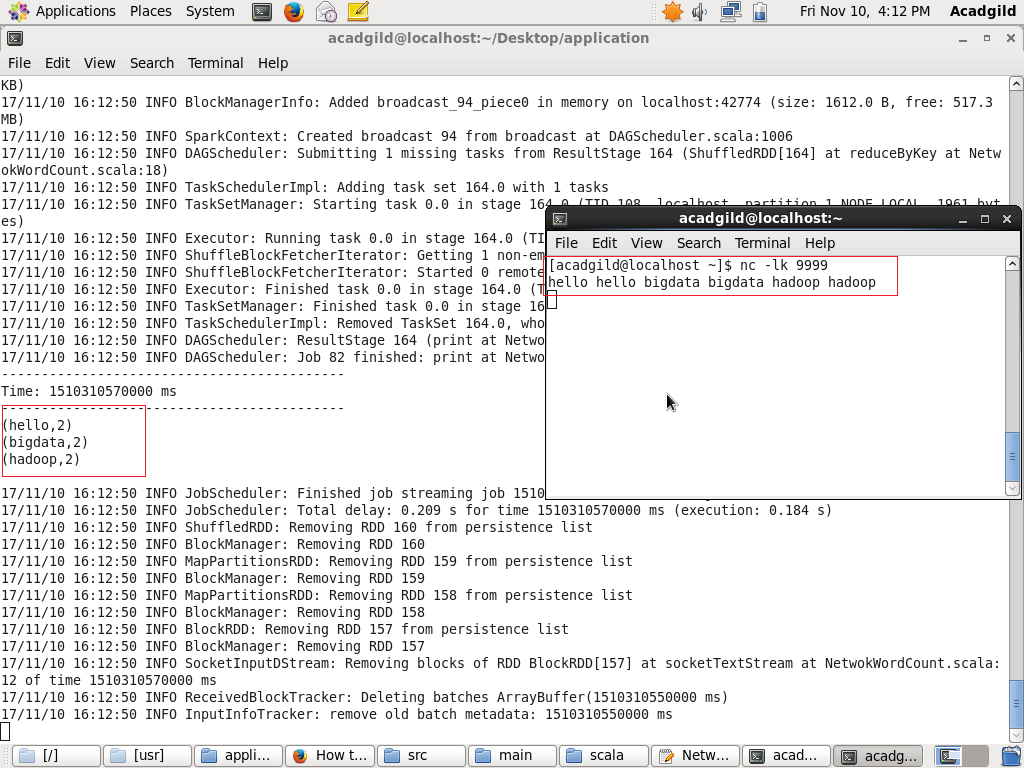 Applications Places System Fri Nov 10, 4:12 PM Acadgild
acadgild@localhost:~/Desktop/application
File Edit View Search Terminal Help
KB)
17/11/10 16:12:50 INFO BlockManagerInfo: Added broadcast_94_piece0 in memory on localhost:42774 (size: 1612.0 B, free: 517.3
MB)
17/11/10 16:12:50 INFO SparkContext: Created broadcast 94 from broadcast at DAGScheduler.scala:1006
17/11/10 16:12:50 INFO DAGScheduler: Submitting 1 missing tasks from ResultStage 164 (ShuffledRDD[164] at reduceByKey at Netw
okWordCount.scala:18)
17/11/10 16:12:50 INFO TaskSchedulerImpl: Adding task set 164.0 with 1 tasks
17/11/10 16:12:50 INFO TaskSetManager: Starting task 0.0 in stage 164.0 (TID 108, localhost, partition 1,NODE_LOCAL, 1961 byt
es)
17/11/10 16:12:50 INFO Executor: Running task 0.0 in stage 164.0 (TI
17/11/10 16:12:50 INFO ShuffleBlockFetcherIterator: Getting 1 non-em
17/11/10 16:12:50 INFO ShuffleBlockFetcherIterator: Started 0 remote
17/11/10 16:12:50 INFO Executor: Finished task 0.0 in stage 164.0 (T
17/11/10 16:12:50 INFO TaskSetManager: Finished task 0.0 in stage 16
17/11/10 16:12:50 INFO TaskSchedulerImpl: Removed TaskSet 164.0, who
17/11/10 16:12:50 INFO DAGScheduler: ResultStage 164 (print at Netwo
17/11/10 16:12:50 INFO DAGScheduler: Job 82 finished: print at Netwo
-------------------------------------------
Time: 1510310570000 ms
-------------------------------------------
(hello,2)
(bigdata,2)
(hadoop,2)
17/11/10 16:12:50 INFO JobScheduler: Finished job streaming job 1510
17/11/10 16:12:50 INFO JobScheduler: Total delay: 0.209 s for time 1510310570000 ms (execution: 0.184 s)
17/11/10 16:12:50 INFO ShuffledRDD: Removing RDD 160 from persistence list
17/11/10 16:12:50 INFO BlockManager: Removing RDD 160
17/11/10 16:12:50 INFO MapPartitionsRDD: Removing RDD 159 from persistence list
17/11/10 16:12:50 INFO BlockManager: Removing RDD 159
17/11/10 16:12:50 INFO MapPartitionsRDD: Removing RDD 158 from persistence list
17/11/10 16:12:50 INFO BlockManager: Removing RDD 158
17/11/10 16:12:50 INFO BlockRDD: Removing RDD 157 from persistence list
17/11/10 16:12:50 INFO BlockManager: Removing RDD 157
17/11/10 16:12:50 INFO SocketInputDStream: Removing blocks of RDD BlockRDD[157] at socketTextStream at NetwokWordCount.scala:
12 of time 1510310570000 ms
17/11/10 16:12:50 INFO ReceivedBlockTracker: Deleting batches ArrayBuffer(1510310550000 ms)
17/11/10 16:12:50 INFO InputInfoTracker: remove old batch metadata: 1510310550000 ms
acadgild@localhost:~
File Edit View Search Terminal Help
[acadgild@localhost ~]$ nc -lk 9999
hello hello bigdata bigdata hadoop hadoop
[/] [usr] appli... How t... src main scala Netw... acad... acadg...